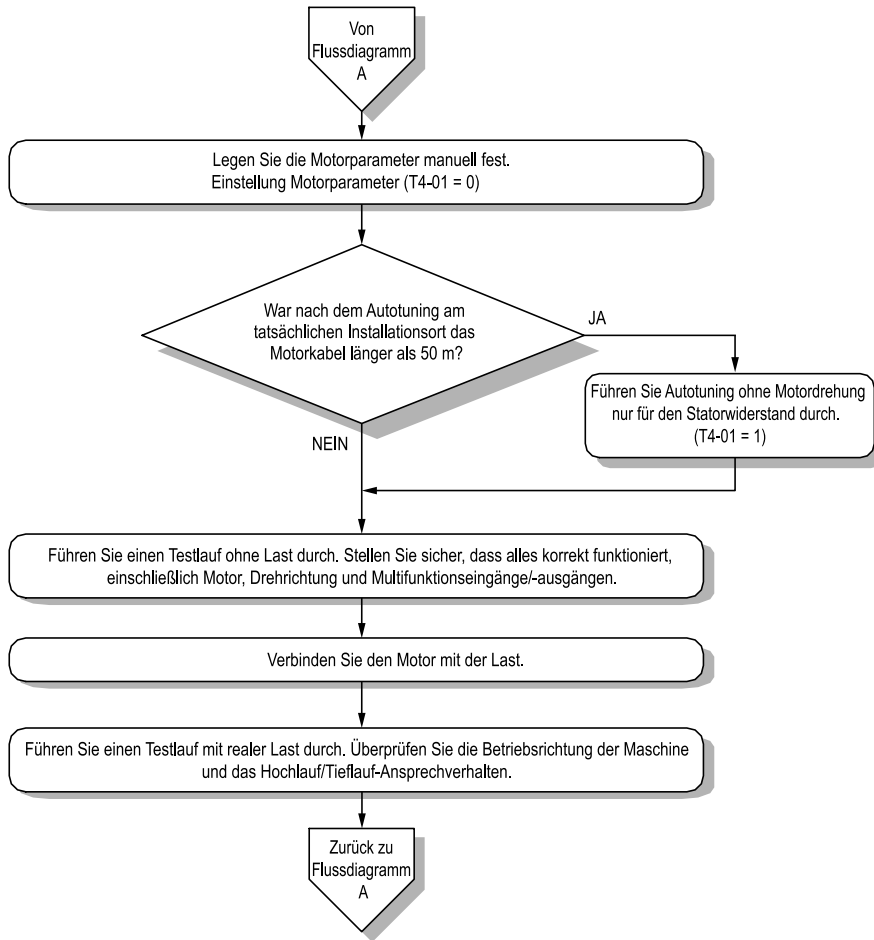 Von
Flussdiagramm
A
Legen Sie die Motorparameter manuell fest.
Einstellung Motorparameter (T4-01 = 0)
War nach dem Autotuning am
tatsächlichen Installationsort das
Motorkabel länger als 50 m?
JA
Führen Sie Autotuning ohne Motordrehung
nur für den Statorwiderstand durch.
(T4-01 = 1)
NEIN
Führen Sie einen Testlauf ohne Last durch. Stellen Sie sicher, dass alles korrekt funktioniert,
einschließlich Motor, Drehrichtung und Multifunktionseingänge/-ausgängen.
Verbinden Sie den Motor mit der Last.
Führen Sie einen Testlauf mit realer Last durch. Überprüfen Sie die Betriebsrichtung der Maschine
und das Hochlauf/Tieflauf-Ansprechverhalten.
Zurück zu
Flussdiagramm
A